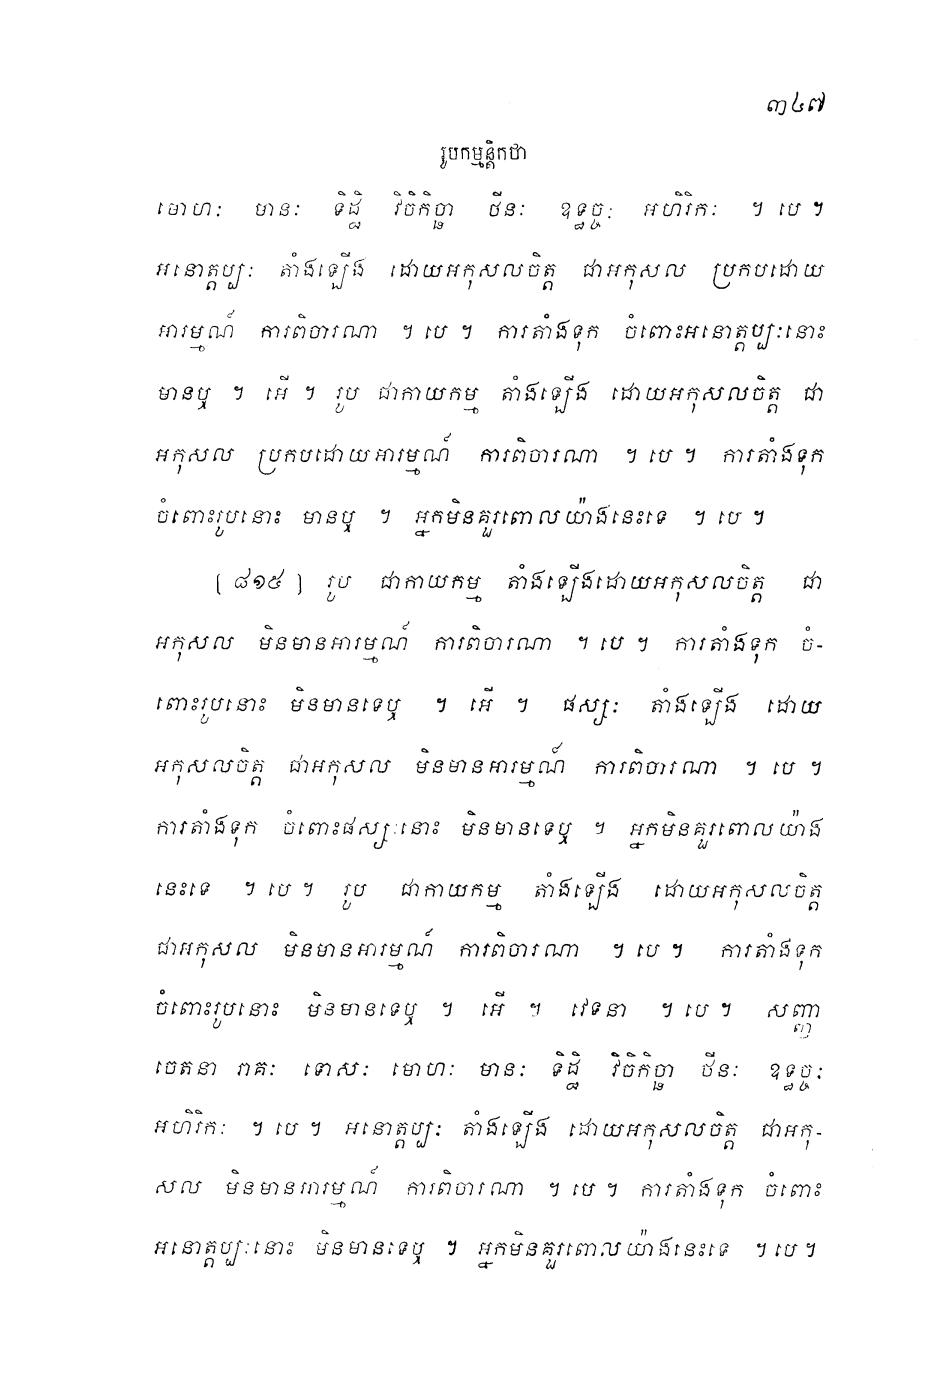 ៣៤៧
រូបកម្មន្តិកថា
មោហៈ មានៈ ទិដ្ឋិ វិចិកិច្ឆា ថីនៈ ឧទ្ធច្ចៈ អហិរិកៈ ។ បេ ។
អនោត្តប្បៈ តាំងឡើង ដោយអកុសលចិត្ត ជាអកុសល ប្រកបដោយ
អារម្មណ៍ ការពិចារណា ។ បេ ។ ការតាំងទុក ចំពោះអនោត្តប្បៈនោះ
មានឬ ។ អើ ។ រូប ជាកាយកម្ម តាំងឡើង ដោយអកុសលចិត្ត ជា
អកុសល ប្រកបដោយអារម្មណ៍ ការពិចារណា ។ បេ ។ ការតាំងទុក
ចំពោះរូបនោះ មានឬ ។ អ្នកមិនគួរពោលយ៉ាងនេះទេ ។ បេ ។
[ ៨១៥ ] រូប ជាកាយកម្ម តាំងឡើងដោយអកុសលចិត្ត ជា
អកុសល មិនមានអារម្មណ៍ ការពិចារណា ។ បេ ។ ការតាំងទុក ចំ-
ពោះរូបនោះ មិនមានទេឬ ។ អើ ។ ផស្សៈ តាំងឡើង ដោយ
អកុសលចិត្ត ជាអកុសល មិនមានអារម្មណ៍ ការពិចារណា ។ បេ ។
ការតាំងទុក ចំពោះផស្សៈនោះ មិនមានទេឬ ។ អ្នកមិនគួរពោលយ៉ាង
នេះទេ ។ បេ ។ រូប ជាកាយកម្ម តាំងឡើង ដោយអកុសលចិត្ត
ជាអកុសល មិនមានអារម្មណ៍ ការពិចារណា ។ បេ ។ ការតាំងទុក
ចំពោះរូបនោះ មិនមានទេឬ ។ អើ ។ វេទនា ។ បេ ។ សញ្ញា
ចេតនា រាគៈ ទោសៈ មោហៈ មានៈ ទិដ្ឋិ វិចិកិច្ឆា ថីនៈ ឧទ្ធច្ចៈ
អហិរិកៈ ។ បេ ។ អនោត្តប្បៈ តាំងឡើង ដោយអកុសលចិត្ត ជាអកុ-
សល មិនមានអារម្មណ៍ ការពិចារណា ។ បេ ។ ការតាំងទុក ចំពោះ
អនោត្តប្បៈនោះ មិនមានទេឬ ។ អ្នកមិនគួរពោលយ៉ាងនេះទេ ។ បេ ។